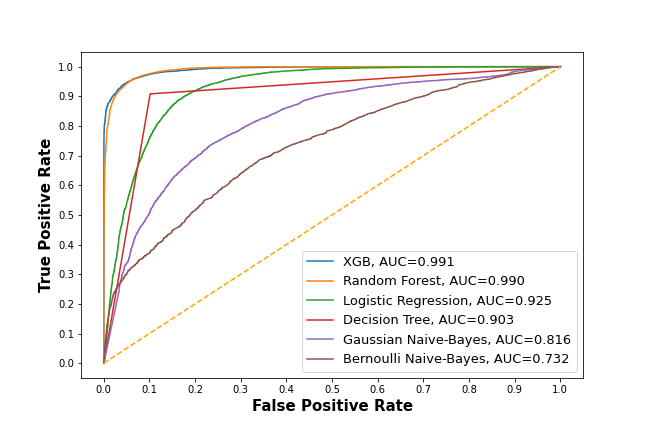 1.0
0.9
0.8
0.7
0.6
0.5
0.4
0.3
0.2
0.1
0.0
True Positive Rate
XGB, AUC=0.991
Random Forest, AUC=0.990
Logistic Regression, AUC=0.925
Decision Tree, AUC=0.903
Gaussian Naive-Bayes, AUC=0.816
Bernoulli Naive-Bayes, AUC=0.732
0.0 0.1 0.2 0.3 0.4 0.5 0.6 0.7 0.8 0.9 1.0
False Positive Rate